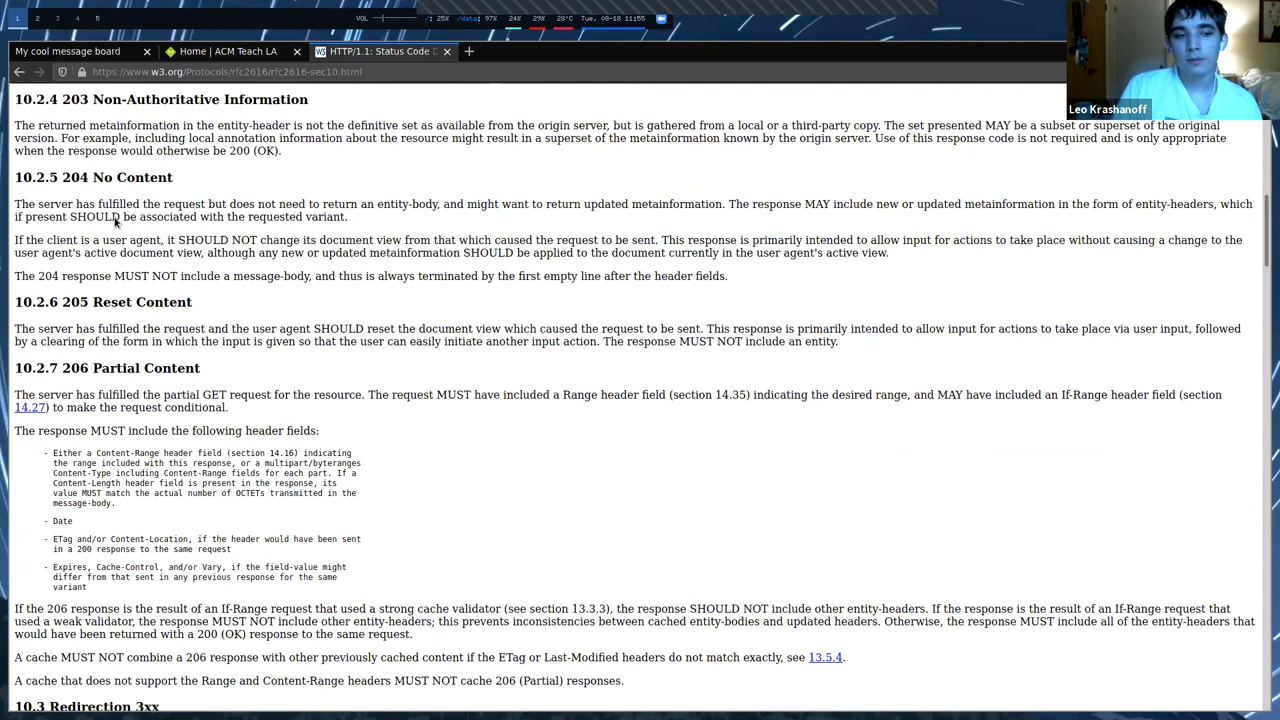 1 2 3 4 5 VOL /: 25% /data: 97% 24% 29% 28°C Tue, 08-18 11:55
My cool message board Home | ACM Teach LA HTTP/1.1: Status Code D
https://www.w3.org/Protocols/rfc2616/rfc2616-sec10.html
Leo Krashanoff
10.2.4 203 Non-Authoritative Information
The returned metainformation in the entity-header is not the definitive set as available from the origin server, but is gathered from a local or a third-party copy. The set presented MAY be a subset or superset of the original
version. For example, including local annotation information about the resource might result in a superset of the metainformation known by the origin server. Use of this response code is not required and is only appropriate
when the response would otherwise be 200 (OK).
10.2.5 204 No Content
The server has fulfilled the request but does not need to return an entity-body, and might want to return updated metainformation. The response MAY include new or updated metainformation in the form of entity-headers, which
if present SHOULD be associated with the requested variant.
If the client is a user agent, it SHOULD NOT change its document view from that which caused the request to be sent. This response is primarily intended to allow input for actions to take place without causing a change to the
user agent's active document view, although any new or updated metainformation SHOULD be applied to the document currently in the user agent's active view.
The 204 response MUST NOT include a message-body, and thus is always terminated by the first empty line after the header fields.
10.2.6 205 Reset Content
The server has fulfilled the request and the user agent SHOULD reset the document view which caused the request to be sent. This response is primarily intended to allow input for actions to take place via user input, followed
by a clearing of the form in which the input is given so that the user can easily initiate another input action. The response MUST NOT include an entity.
10.2.7 206 Partial Content
The server has fulfilled the partial GET request for the resource. The request MUST have included a Range header field (section 14.35) indicating the desired range, and MAY have included an If-Range header field (section
14.27) to make the request conditional.
The response MUST include the following header fields:
- Either a Content-Range header field (section 14.16) indicating
the range included with this response, or a multipart/byteranges
Content-Type including Content-Range fields for each part. If a
Content-Length header field is present in the response, its
value MUST match the actual number of OCTETs transmitted in the
message-body.
- Date
- ETag and/or Content-Location, if the header would have been sent
in a 200 response to the same request
- Expires, Cache-Control, and/or Vary, if the field-value might
differ from that sent in any previous response for the same
variant
If the 206 response is the result of an If-Range request that used a strong cache validator (see section 13.3.3), the response SHOULD NOT include other entity-headers. If the response is the result of an If-Range request that
used a weak validator, the response MUST NOT include other entity-headers; this prevents inconsistencies between cached entity-bodies and updated headers. Otherwise, the response MUST include all of the entity-headers that
would have been returned with a 200 (OK) response to the same request.
A cache MUST NOT combine a 206 response with other previously cached content if the ETag or Last-Modified headers do not match exactly, see 13.5.4.
A cache that does not support the Range and Content-Range headers MUST NOT cache 206 (Partial) responses.
10.3 Redirection 3xx